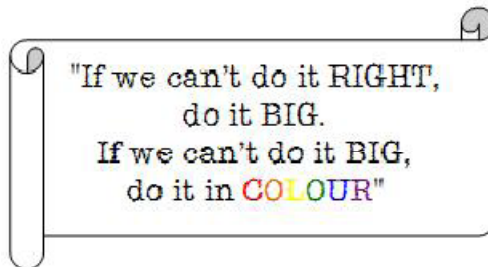 "If we can't do it RIGHT,
do it BIG.
If we can't do it BIG,
do it in COLOUR"